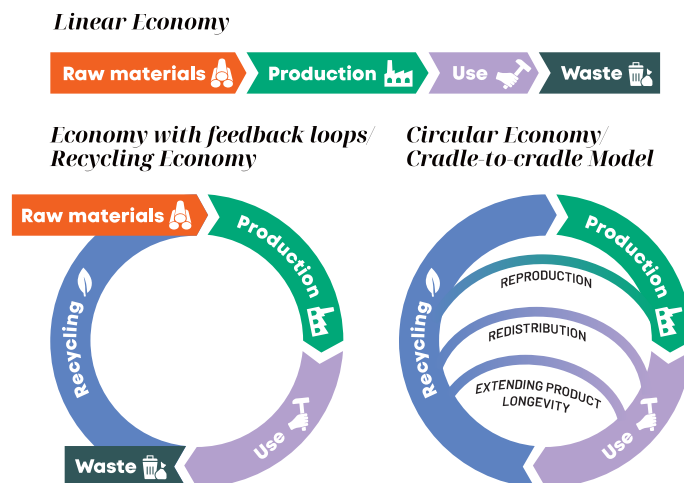 Linear Economy
Raw materials
Production
Use
Waste
Economy with feedback loops/
Recycling Economy
Raw materials
Production
Recycling
Use
Waste
Circular Economy/
Cradle-to-cradle Model
Production
REPRODUCTION
Recycling
REDISTRIBUTION
EXTENDING PRODUCT
LONGEVITY
Use